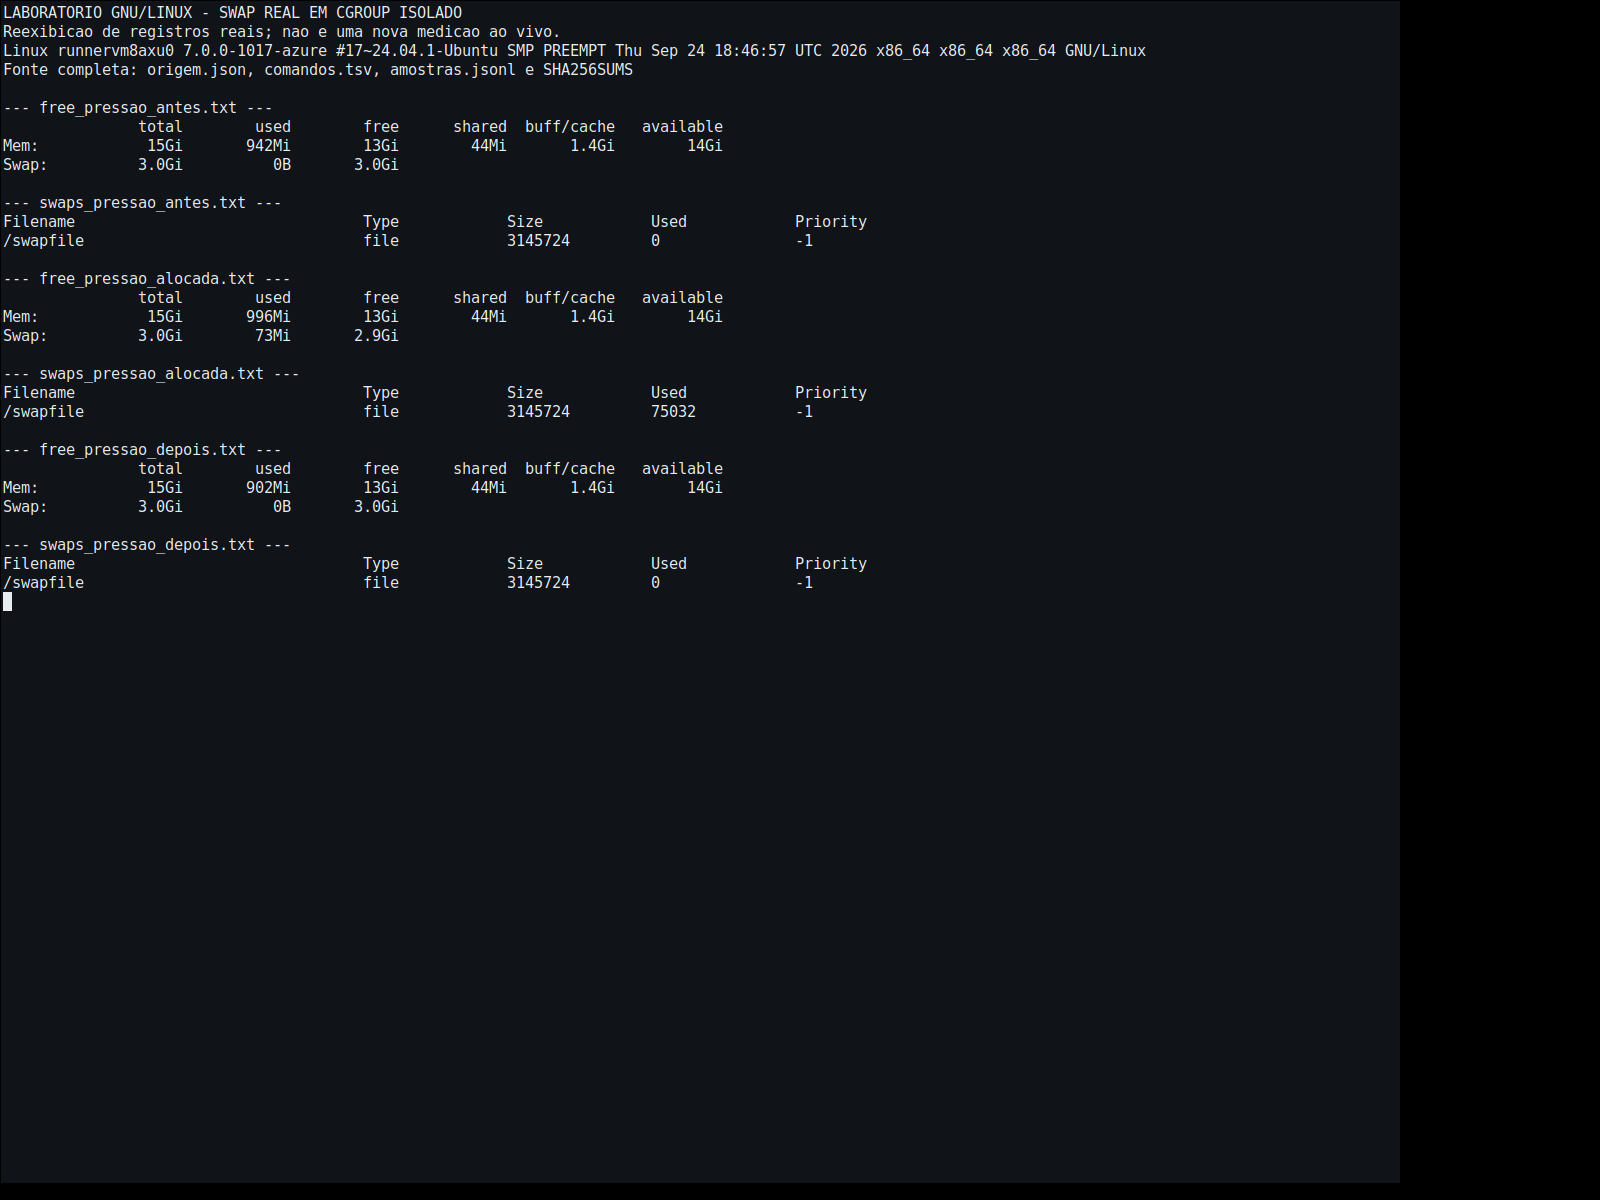 LABORATORIO GNU/LINUX - SWAP REAL EM CGROUP ISOLADO
Reexibicao de registros reais; nao e uma nova medicao ao vivo.
Linux runnervm8axu0 7.0.0-1017-azure #17~24.04.1-Ubuntu SMP PREEMPT Thu Sep 24 18:46:57 UTC 2026 x86_64 x86_64 x86_64 GNU/Linux
Fonte completa: origem.json, comandos.tsv, amostras.jsonl e SHA256SUMS

--- free_pressao_antes.txt ---
               total        used        free      shared  buff/cache   available
Mem:            15Gi       942Mi        13Gi        44Mi       1.4Gi        14Gi
Swap:          3.0Gi          0B       3.0Gi

--- swaps_pressao_antes.txt ---
Filename                                Type            Size            Used            Priority
/swapfile                               file            3145724         0               -1

--- free_pressao_alocada.txt ---
               total        used        free      shared  buff/cache   available
Mem:            15Gi       996Mi        13Gi        44Mi       1.4Gi        14Gi
Swap:          3.0Gi        73Mi       2.9Gi

--- swaps_pressao_alocada.txt ---
Filename                                Type            Size            Used            Priority
/swapfile                               file            3145724         75032           -1

--- free_pressao_depois.txt ---
               total        used        free      shared  buff/cache   available
Mem:            15Gi       902Mi        13Gi        44Mi       1.4Gi        14Gi
Swap:          3.0Gi          0B       3.0Gi

--- swaps_pressao_depois.txt ---
Filename                                Type            Size            Used            Priority
/swapfile                               file            3145724         0               -1